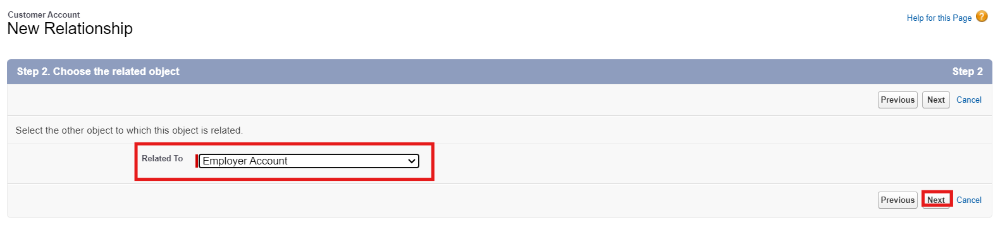 Customer Account
New Relationship
Help for this Page ?
Step 2. Choose the related object
Step 2
Previous Next Cancel
Select the other object to which this object is related.
Related To Employer Account
Previous Next Cancel